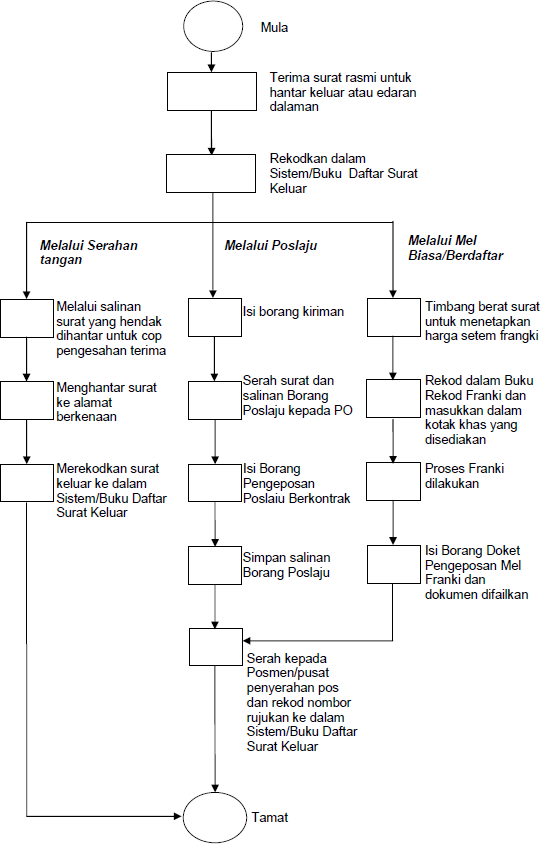 Mula
Terima surat rasmi untuk
hantar keluar atau edaran
dalaman
Rekodkan dalam
Sistem/Buku Daftar Surat
Keluar
Melalui Serahan
tangan
Melalui Poslaju
Melalui Mel
Biasa/Berdaftar
Melalui salinan
surat yang hendak
dihantar untuk cop
pengesahan terima
Menghantar surat
ke alamat
berkenaan
Merekodkan surat
keluar ke dalam
Sistem/Buku Daftar
Surat Keluar
Isi borang kiriman
Serah surat dan
salinan Borang
Poslaju kepada PO
Isi Borang
Pengeposan
Poslaiu Berkontrak
Simpan salinan
Borang Poslaju
Timbang berat surat
untuk menetapkan
harga setem frangki
Rekod dalam Buku
Rekod Franki dan
masukkan dalam
kotak khas yang
disediakan
Proses Franki
dilakukan
Isi Borang Doket
Pengeposan Mel
Franki dan
dokumen difailkan
Serah kepada
Posmen/pusat
penyerahan pos
dan rekod nombor
rujukan ke dalam
Sistem/Buku Daftar
Surat Keluar
Tamat